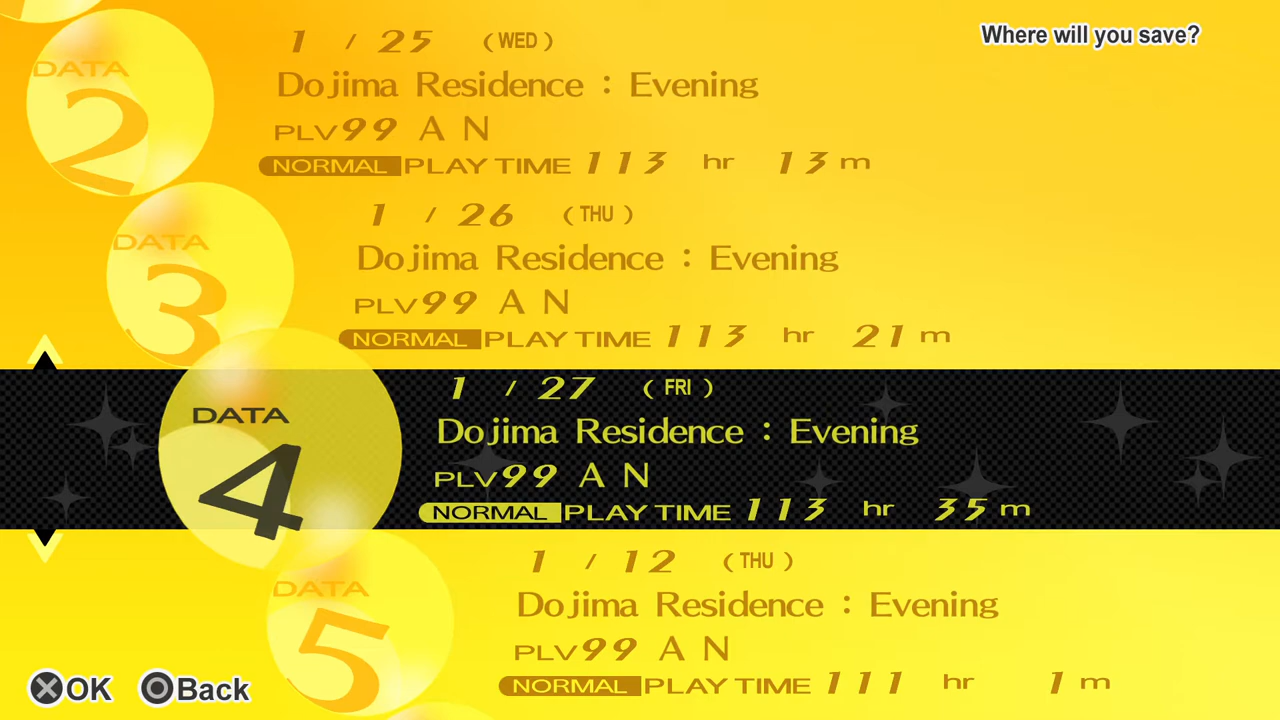 Where will you save?
DATA
2
1 / 25 (WED)
Dojima Residence : Evening
PLV99 A N
NORMAL PLAY TIME 113 hr 13 m
DATA
3
1 / 26 (THU)
Dojima Residence : Evening
PLV99 A N
NORMAL PLAY TIME 113 hr 21 m
DATA
4
1 / 27 (FRI)
Dojima Residence : Evening
PLV99 A N
NORMAL PLAY TIME 113 hr 35 m
DATA
5
1 / 12 (THU)
Dojima Residence : Evening
PLV99 A N
NORMAL PLAY TIME 111 hr 1 m
OK Back